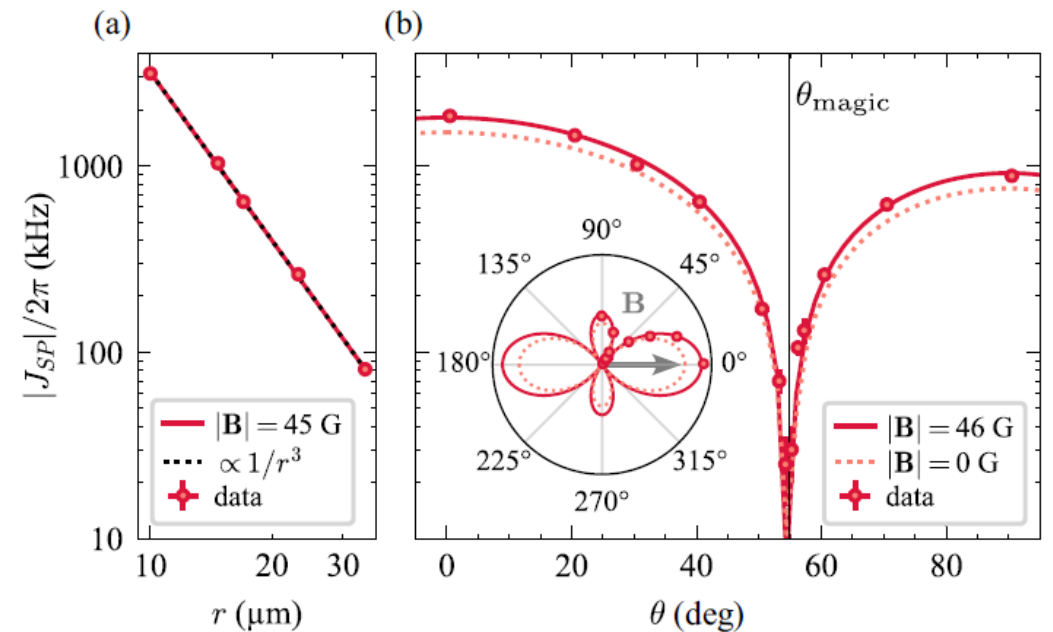 (a)
(b)
|J_SP|/2π (kHz)
1000
100
10
10
20
30
r (μm)
|B| = 45 G
∝ 1/r³
data
θmagic
90°
135°
45°
B
180°
0°
225°
315°
270°
|B| = 46 G
|B| = 0 G
data
0
20
40
60
80
θ (deg)